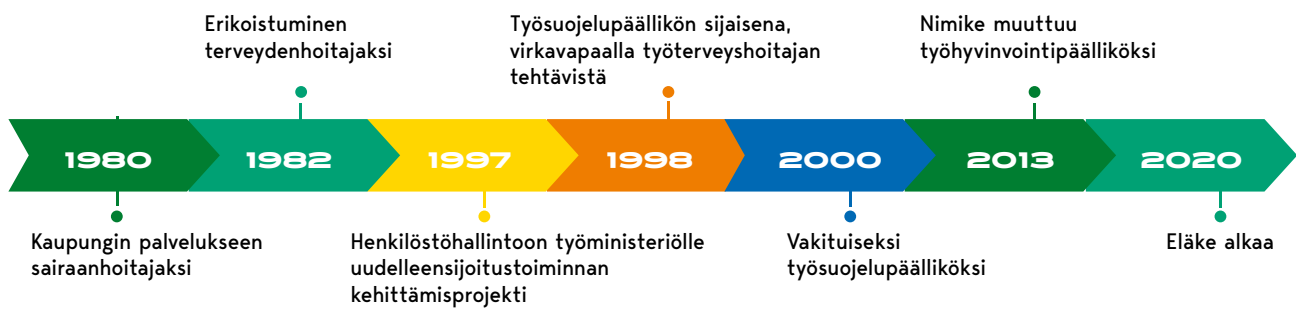 Erikoistuminen
terveydenhoitajaksi
Työsuojelupäällikön sijaisena,
virkavapaalla työterveyshoitajan
tehtävistä
Nimike muuttuu
työhyvinvointipäälliköksi
1980
1982
1997
1998
2000
2013
2020
Kaupungin palvelukseen
sairaanhoitajaksi
Henkilöstöhallintoon työministeriölle
uudelleensijoitustoiminnan
kehittämisprojekti
Vakituiseksi
työsuojelupäälliköksi
Eläke alkaa